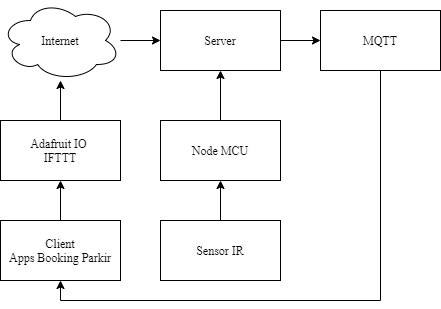 Internet
Server
MQTT
Adafruit IO
IFTTT
Node MCU
Client
Apps Booking Parkir
Sensor IR